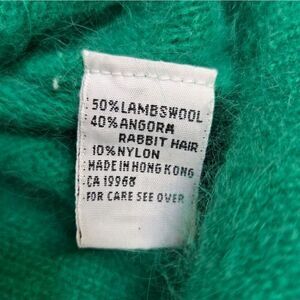 50% LAMBSWOOL
40% ANGORA
RABBIT HAIR
10% NYLON
MADE IN HONG KONG
CA 19968
FOR CARE SEE OVER